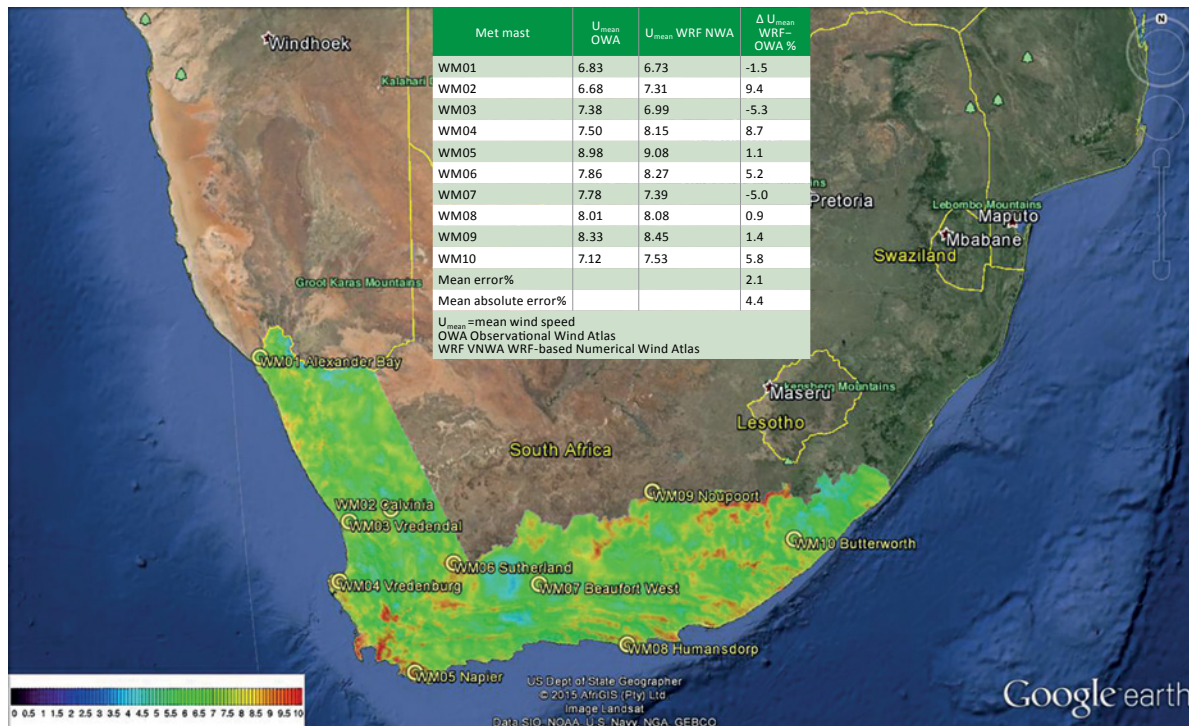 Met mast Umean OWA Umean WRF NWA Δ Umean WRF–OWA %
WM01 6.83 6.73 -1.5
WM02 6.68 7.31 9.4
WM03 7.38 6.99 -5.3
WM04 7.50 8.15 8.7
WM05 8.98 9.08 1.1
WM06 7.86 8.27 5.2
WM07 7.78 7.39 -5.0
WM08 8.01 8.08 0.9
WM09 8.33 8.45 1.4
WM10 7.12 7.53 5.8
Mean error% 2.1
Mean absolute error% 4.4
Umean =mean wind speed
OWA Observational Wind Atlas
WRF VNWA WRF-based Numerical Wind Atlas
N
Windhoek
Kalahari
Pretoria
Lebombo Mountains
Maputo
Mbabane
Swaziland
Groot Karas Mountains
WM01 Alexander Bay
Mountains
Maseru
Lesotho
South Africa
WM09 Noupoort
WM02 Calvinia
WM03 Vredendal
WM10 Butterworth
WM06 Sutherland
WM04 Vredenburg
WM07 Beaufort West
WM08 Humansdorp
WM05 Napier
US Dept of State Geographer
© 2015 AfriGIS (Pty) Ltd
Image Landsat
Data SIO, NOAA, U.S. Navy, NGA, GEBCO
Google earth
0 0.5 1 1.5 2 2.5 3 3.5 4 4.5 5 5.5 6 6.5 7 7.5 8 8.5 9 9.5 10